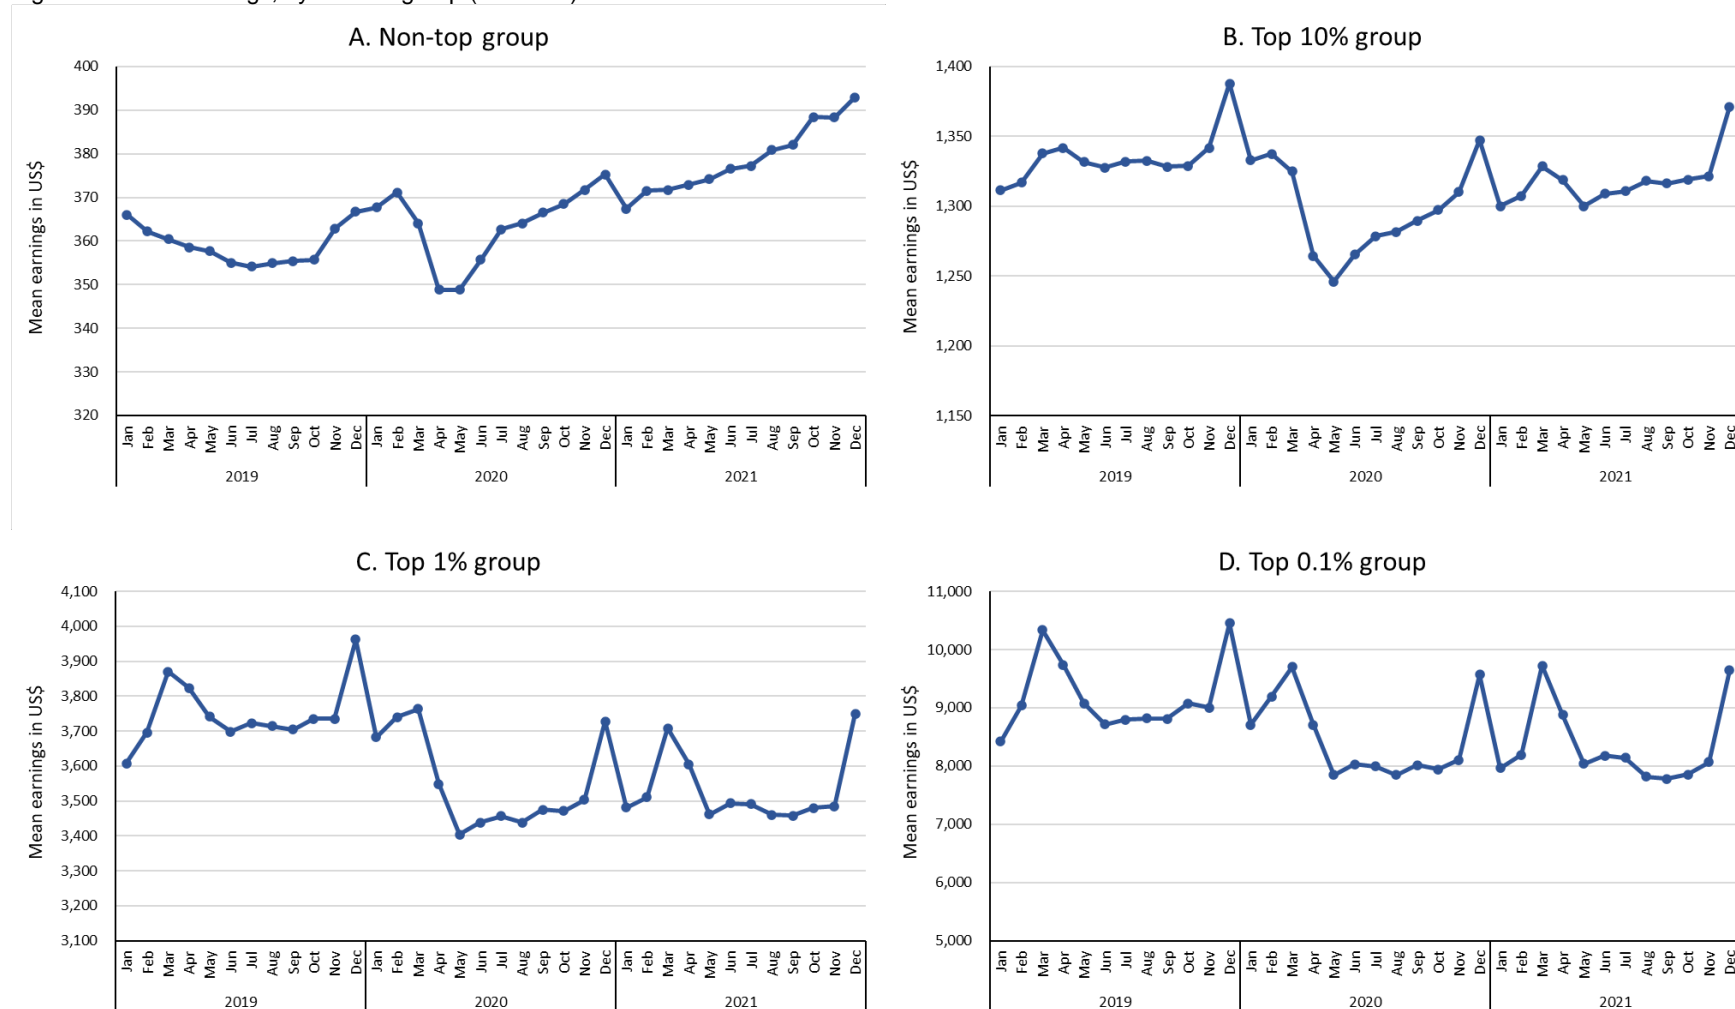 A. Non-top group
Mean earnings in US$
400
390
380
370
360
350
340
330
320
Jan Feb Mar Apr May Jun Jul Aug Sep Oct Nov Dec Jan Feb Mar Apr May Jun Jul Aug Sep Oct Nov Dec Jan Feb Mar Apr May Jun Jul Aug Sep Oct Nov Dec
2019 2020 2021
B. Top 10% group
Mean earnings in US$
1,400
1,350
1,300
1,250
1,200
1,150
Jan Feb Mar Apr May Jun Jul Aug Sep Oct Nov Dec Jan Feb Mar Apr May Jun Jul Aug Sep Oct Nov Dec Jan Feb Mar Apr May Jun Jul Aug Sep Oct Nov Dec
2019 2020 2021
C. Top 1% group
Mean earnings in US$
4,100
4,000
3,900
3,800
3,700
3,600
3,500
3,400
3,300
3,200
3,100
Jan Feb Mar Apr May Jun Jul Aug Sep Oct Nov Dec Jan Feb Mar Apr May Jun Jul Aug Sep Oct Nov Dec Jan Feb Mar Apr May Jun Jul Aug Sep Oct Nov Dec
2019 2020 2021
D. Top 0.1% group
Mean earnings in US$
11,000
10,000
9,000
8,000
7,000
6,000
5,000
Jan Feb Mar Apr May Jun Jul Aug Sep Oct Nov Dec Jan Feb Mar Apr May Jun Jul Aug Sep Oct Nov Dec Jan Feb Mar Apr May Jun Jul Aug Sep Oct Nov Dec
2019 2020 2021